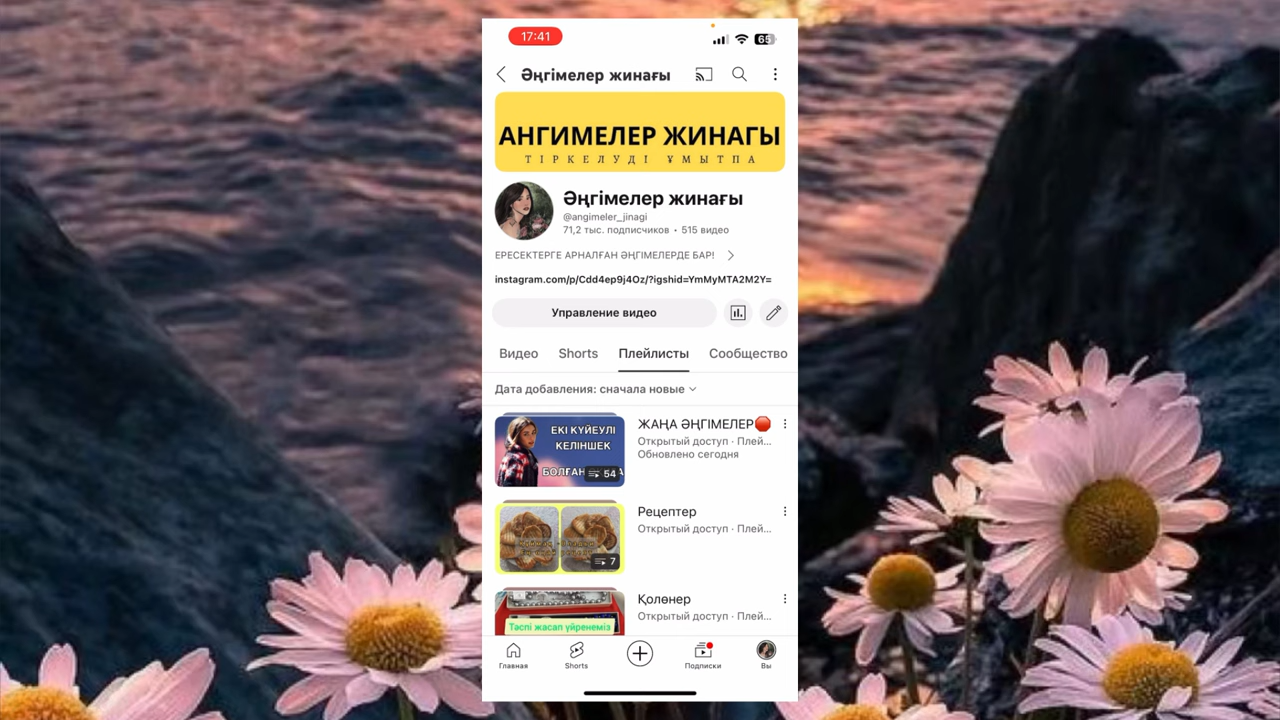 17:41
65
Әңгімелер жинағы
АНГИМЕЛЕР ЖИНАГЫ
ТІРКЕЛУДІ ҰМЫТПА
Әңгімелер жинағы
@angimeler_jinagi
71,2 тыс. подписчиков • 515 видео
ЕРЕСЕКТЕРГЕ АРНАЛҒАН ӘҢГІМЕЛЕРДЕ БАР!
instagram.com/p/Cdd4ep9j4Oz/?igshid=YmMyMTA2M2Y=
Управление видео
Видео
Shorts
Плейлисты
Сообщество
Дата добавления: сначала новые
ЕКІ КҮЙЕУЛІ
КЕЛІНШЕК
54
ЖАҢА ӘҢГІМЕЛЕР
Открытый доступ · Плей...
Обновлено сегодня
7
Рецептер
Открытый доступ · Плей...
Тәспі жасап үйренеміз
Қолөнер
Открытый доступ · Плей...
Главная
Shorts
Подписки
Вы